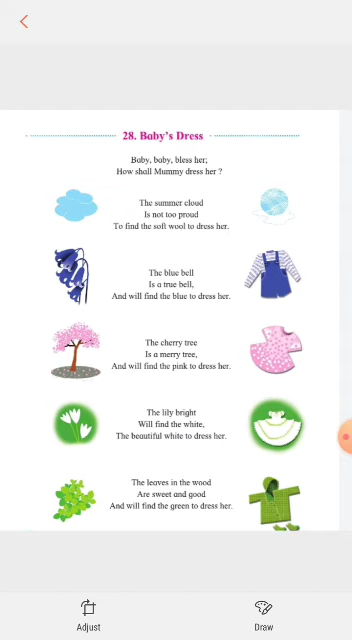 28. Baby's Dress
Baby, baby, bless her;
How shall Mummy dress her ?
The summer cloud
Is not too proud
To find the soft wool to dress her.
The blue bell
Is a true bell,
And will find the blue to dress her.
The cherry tree
Is a merry tree,
And will find the pink to dress her.
The lily bright
Will find the white,
The beautiful white to dress her.
The leaves in the wood
Are sweet and good
And will find the green to dress her.
Adjust
Draw